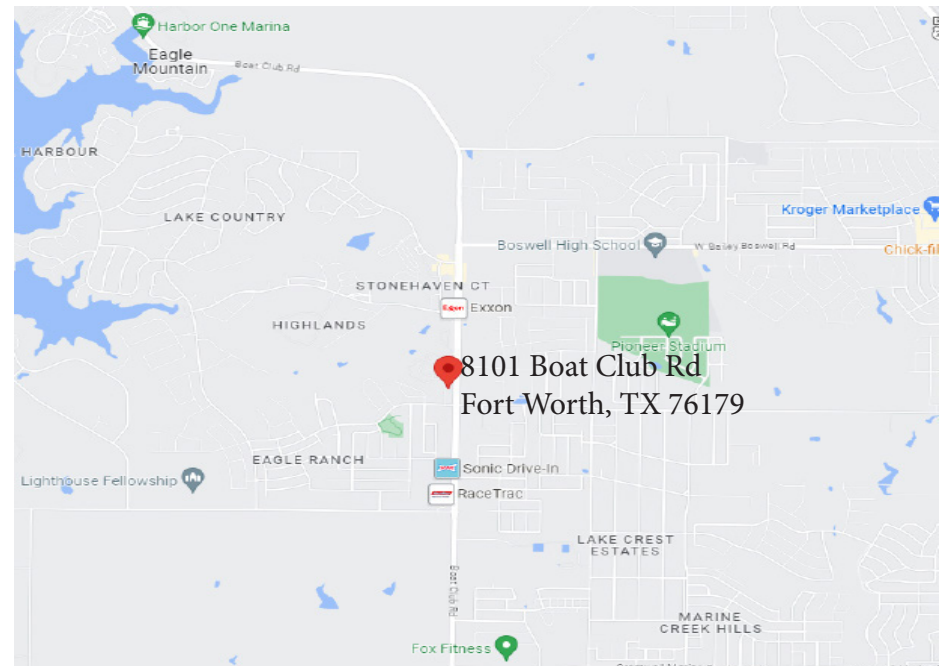 Harbor One Marina
Eagle
Mountain
Boat Club Rd
HARBOUR
LAKE COUNTRY
Kroger Marketplace
Boswell High School
W Bailey Boswell Rd
Chick-fil
STONEHAVEN CT
Exxon
HIGHLANDS
Pioneer Stadium
8101 Boat Club Rd
Fort Worth, TX 76179
EAGLE RANCH
Sonic Drive-In
Lighthouse Fellowship
RaceTrac
LAKE CREST
ESTATES
Boat Club Rd
MARINE
CREEK HILLS
Fox Fitness